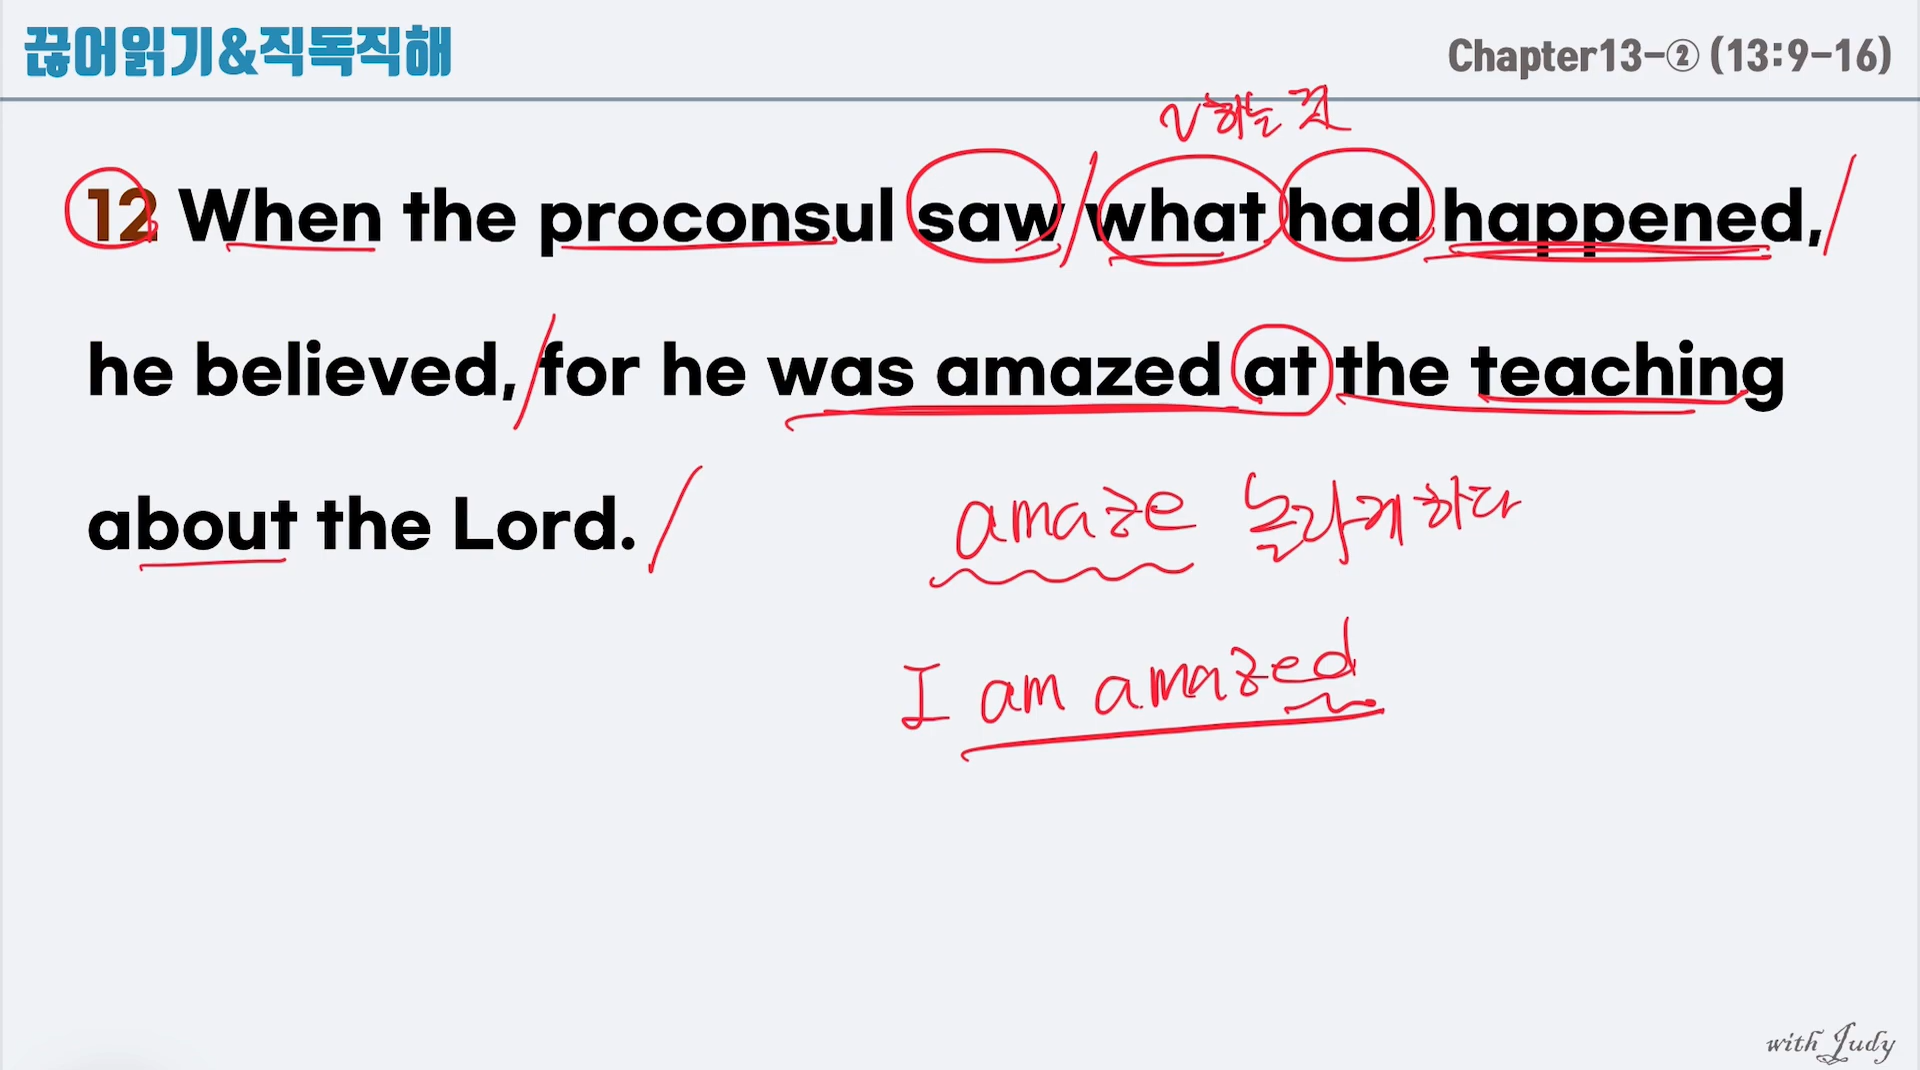 끊어읽기&직독직해
Chapter13-② (13:9-16)
~하는 것
12 When the proconsul saw/what had happened,/
he believed,/for he was amazed at the teaching
about the Lord./
amaze 놀라게 하다
I am amazed
with Judy